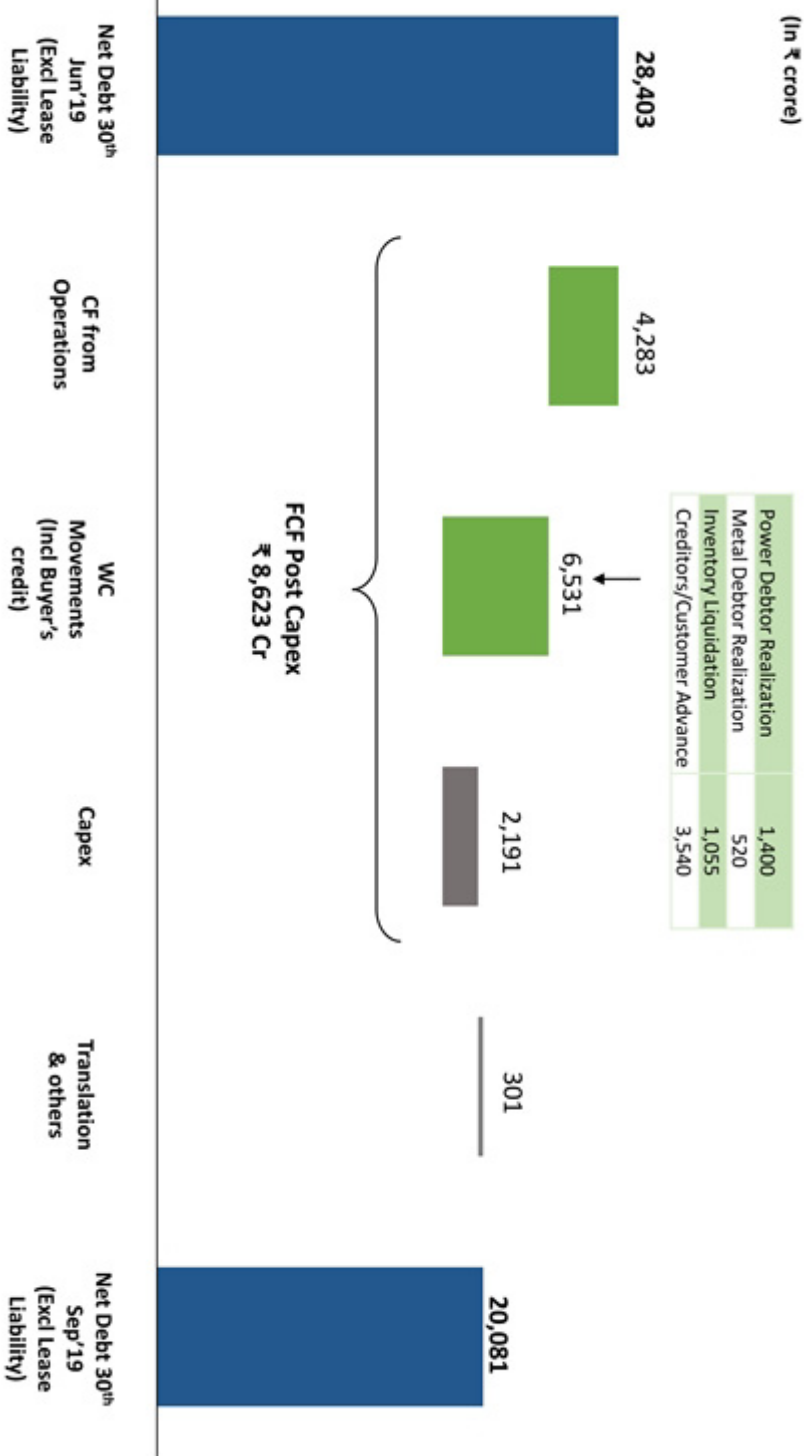 (In ₹ crore)
Power Debtor Realization 1,400
Metal Debtor Realization 520
Inventory Liquidation 1,055
Creditors/Customer Advance 3,540
28,403
4,283
6,531
2,191
301
20,081
FCF Post Capex
₹ 8,623 Cr
Net Debt 30th
Jun'19
(Excl Lease
Liability)
CF from
Operations
WC
Movements
(Incl Buyer's
credit)
Capex
Translation
& others
Net Debt 30th
Sep'19
(Excl Lease
Liability)